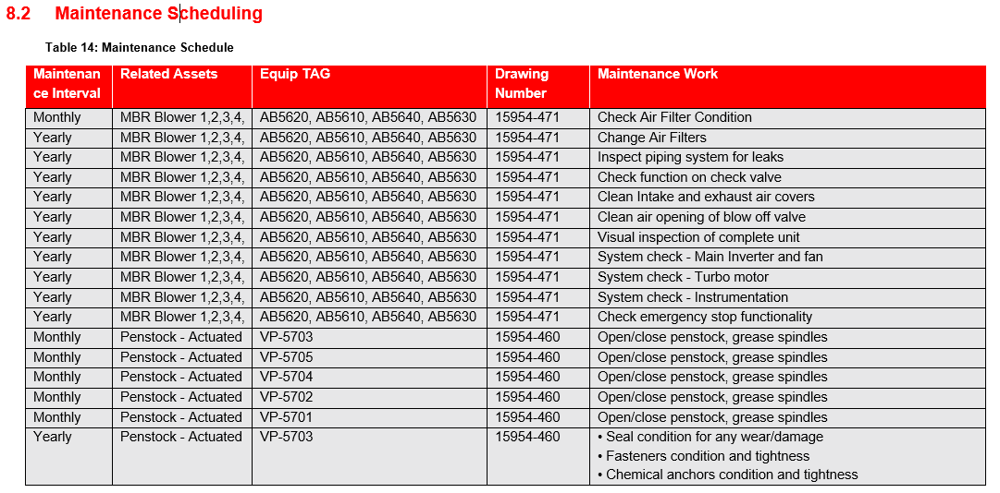 8.2 Maintenance Scheduling
Table 14: Maintenance Schedule
Maintenan
ce Interval Related Assets Equip TAG Drawing
Number Maintenance Work
Monthly MBR Blower 1,2,3,4, AB5620, AB5610, AB5640, AB5630 15954-471 Check Air Filter Condition
Yearly MBR Blower 1,2,3,4, AB5620, AB5610, AB5640, AB5630 15954-471 Change Air Filters
Yearly MBR Blower 1,2,3,4, AB5620, AB5610, AB5640, AB5630 15954-471 Inspect piping system for leaks
Yearly MBR Blower 1,2,3,4, AB5620, AB5610, AB5640, AB5630 15954-471 Check function on check valve
Yearly MBR Blower 1,2,3,4, AB5620, AB5610, AB5640, AB5630 15954-471 Clean Intake and exhaust air covers
Yearly MBR Blower 1,2,3,4, AB5620, AB5610, AB5640, AB5630 15954-471 Clean air opening of blow off valve
Yearly MBR Blower 1,2,3,4, AB5620, AB5610, AB5640, AB5630 15954-471 Visual inspection of complete unit
Yearly MBR Blower 1,2,3,4, AB5620, AB5610, AB5640, AB5630 15954-471 System check - Main Inverter and fan
Yearly MBR Blower 1,2,3,4, AB5620, AB5610, AB5640, AB5630 15954-471 System check - Turbo motor
Yearly MBR Blower 1,2,3,4, AB5620, AB5610, AB5640, AB5630 15954-471 System check - Instrumentation
Yearly MBR Blower 1,2,3,4, AB5620, AB5610, AB5640, AB5630 15954-471 Check emergency stop functionality
Monthly Penstock - Actuated VP-5703 15954-460 Open/close penstock, grease spindles
Monthly Penstock - Actuated VP-5705 15954-460 Open/close penstock, grease spindles
Monthly Penstock - Actuated VP-5704 15954-460 Open/close penstock, grease spindles
Monthly Penstock - Actuated VP-5702 15954-460 Open/close penstock, grease spindles
Monthly Penstock - Actuated VP-5701 15954-460 Open/close penstock, grease spindles
Yearly Penstock - Actuated VP-5703 15954-460 • Seal condition for any wear/damage
• Fasteners condition and tightness
• Chemical anchors condition and tightness